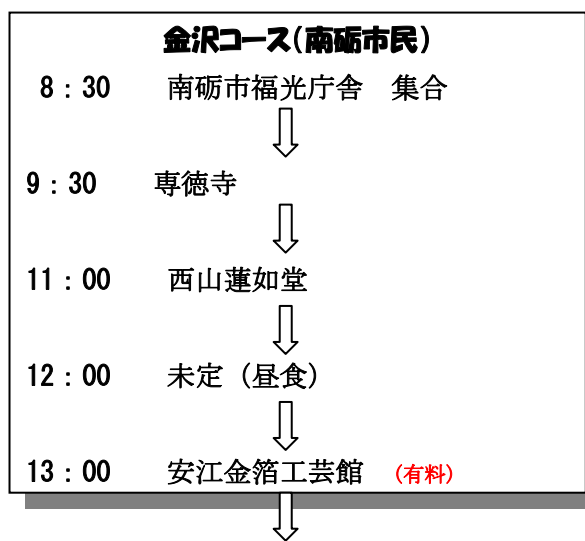 金沢コース（南砺市民）
8：30　南砺市福光庁舎　集合
9：30　専徳寺
11：00　西山蓮如堂
12：00　未定（昼食）
13：00　安江金箔工芸館　（有料）